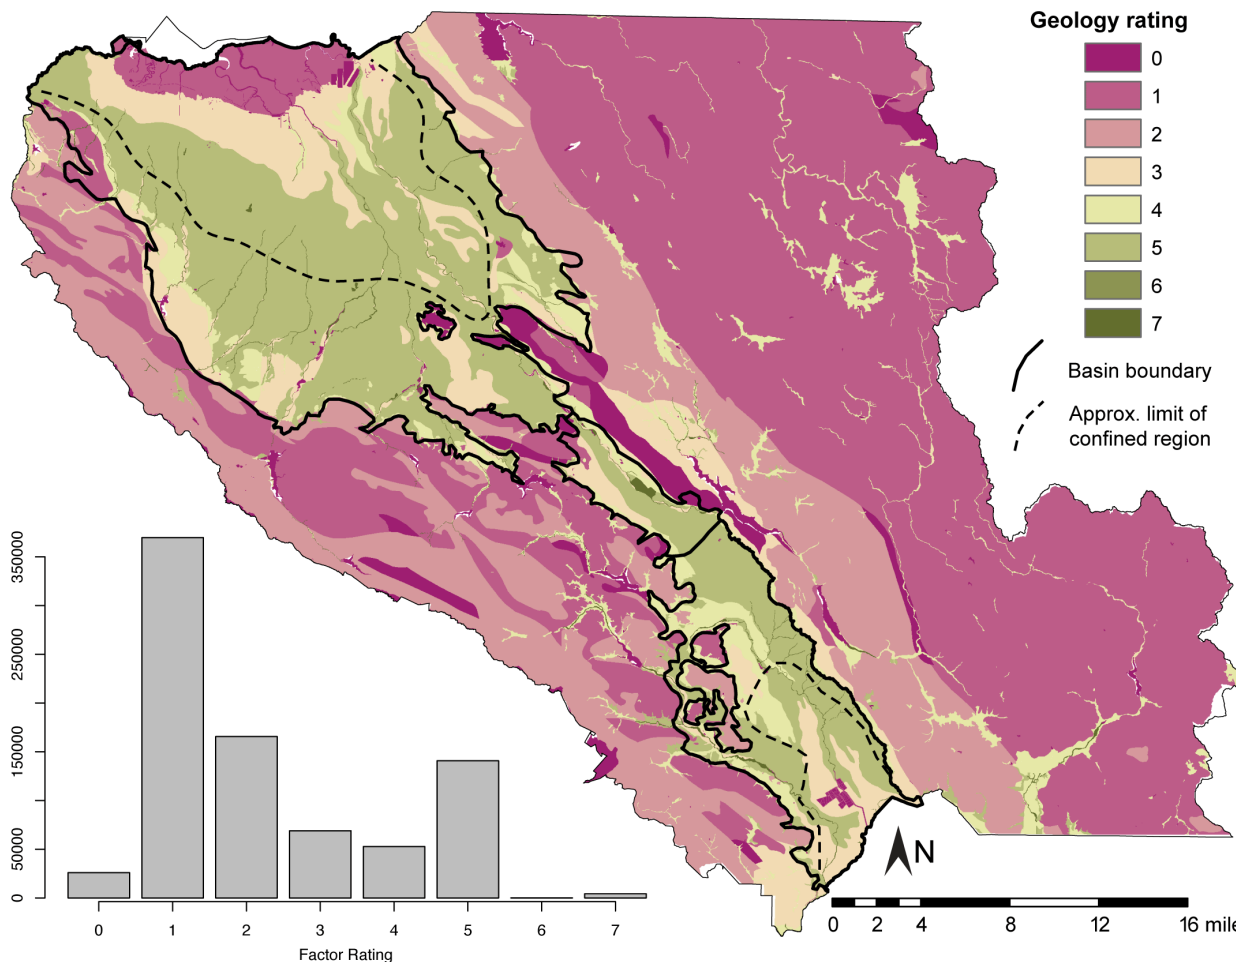 Geology rating
0
1
2
3
4
5
6
7
Basin boundary
Approx. limit of
confined region
350000
250000
150000
50000
0
0 1 2 3 4 5 6 7
Factor Rating
N
0 2 4 8 12 16 mile